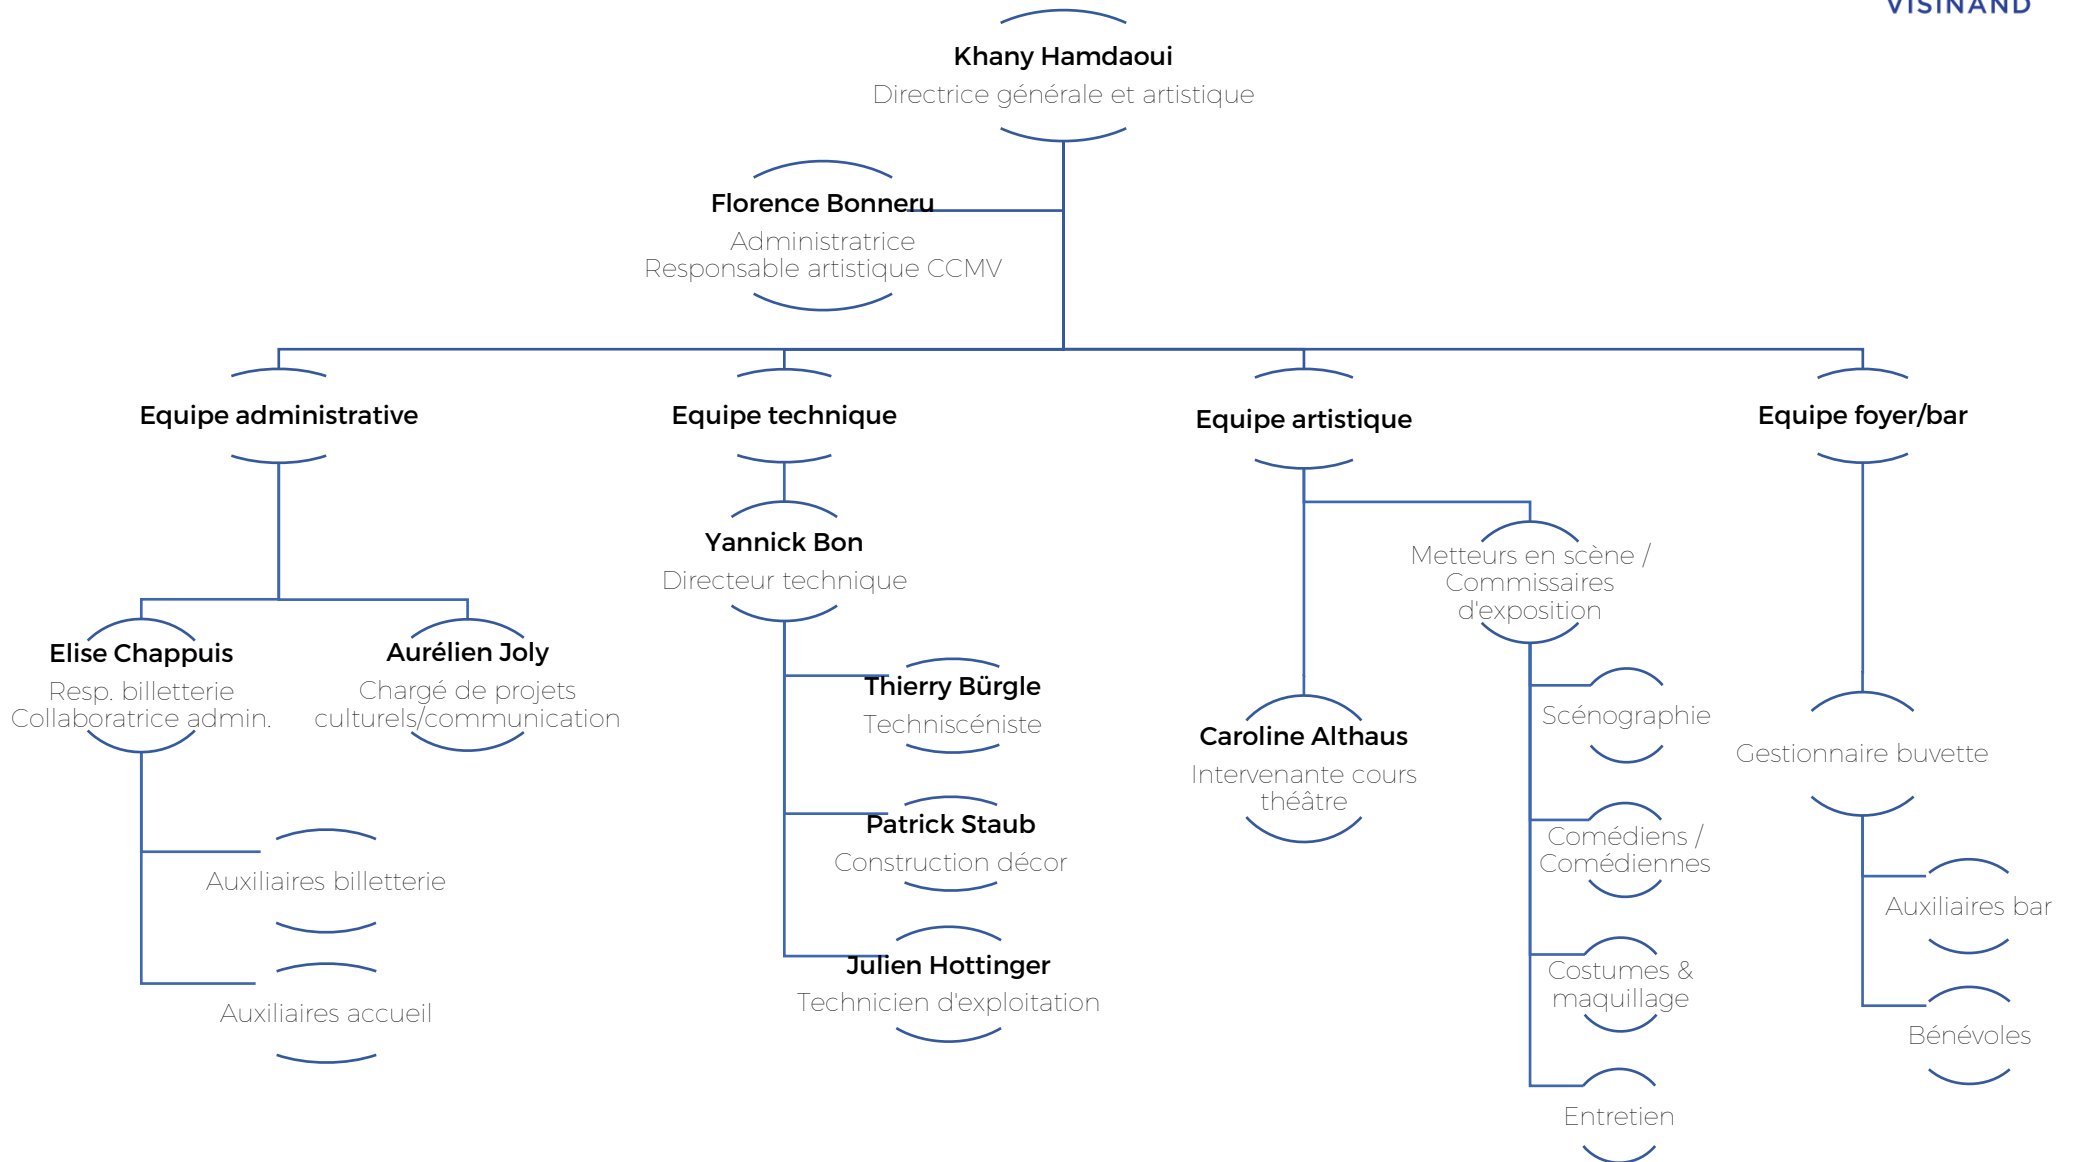 VISINAND
Khany Hamdaoui
Directrice générale et artistique
Florence Bonneru
Administratrice
Responsable artistique CCMV
Equipe administrative
Equipe technique
Equipe artistique
Equipe foyer/bar
Elise Chappuis
Resp. billetterie
Collaboratrice admin.
Aurélien Joly
Chargé de projets
culturels/communication
Auxiliaires billetterie
Auxiliaires accueil
Yannick Bon
Directeur technique
Thierry Bürgle
Techniscéniste
Patrick Staub
Construction décor
Julien Hottinger
Technicien d'exploitation
Caroline Althaus
Intervenante cours
théâtre
Metteurs en scène /
Commissaires
d'exposition
Scénographie
Comédiens /
Comédiennes
Costumes &
maquillage
Entretien
Gestionnaire buvette
Auxiliaires bar
Bénévoles